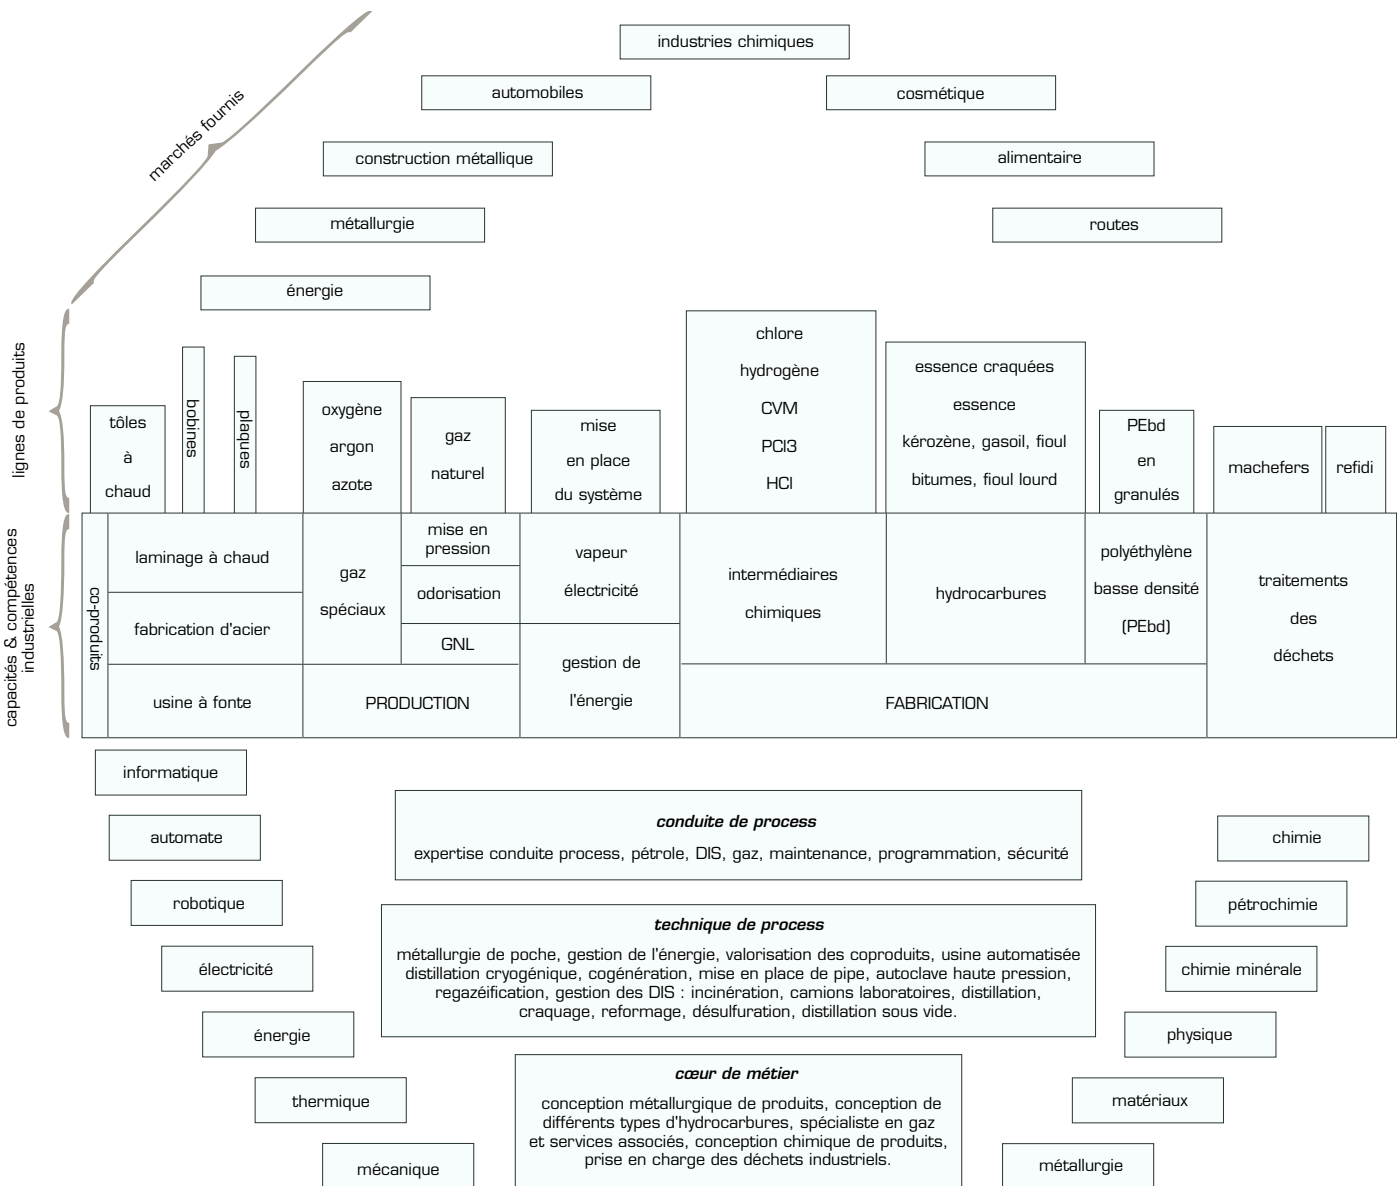 industries chimiques
automobiles
cosmétique
marchés fournis
construction métallique
alimentaire
métallurgie
routes
énergie
lignes de produits
tôles
à
chaud
bobines
plaques
oxygène
argon
azote
gaz
naturel
mise
en place
du système
chlore
hydrogène
CVM
PCl3
HCl
essence craquées
essence
kérozène, gasoil, fioul
bitumes, fioul lourd
PEbd
en
granulés
machefers
refidi
capacités & compétences
industrielles
co-produits
laminage à chaud
fabrication d'acier
usine à fonte
gaz
spéciaux
mise en
pression
odorisation
GNL
PRODUCTION
vapeur
électricité
gestion de
l'énergie
intermédiaires
chimiques
hydrocarbures
polyéthylène
basse densité
(PEbd)
FABRICATION
traitements
des
déchets
informatique
automate
robotique
électricité
énergie
thermique
mécanique
conduite de process
expertise conduite process, pétrole, DIS, gaz, maintenance, programmation, sécurité
technique de process
métallurgie de poche, gestion de l'énergie, valorisation des coproduits, usine automatisée
distillation cryogénique, cogénération, mise en place de pipe, autoclave haute pression,
regazéification, gestion des DIS : incinération, camions laboratoires, distillation,
craquage, reformage, désulfuration, distillation sous vide.
cœur de métier
conception métallurgique de produits, conception de
différents types d'hydrocarbures, spécialiste en gaz
et services associés, conception chimique de produits,
prise en charge des déchets industriels.
chimie
pétrochimie
chimie minérale
physique
matériaux
métallurgie